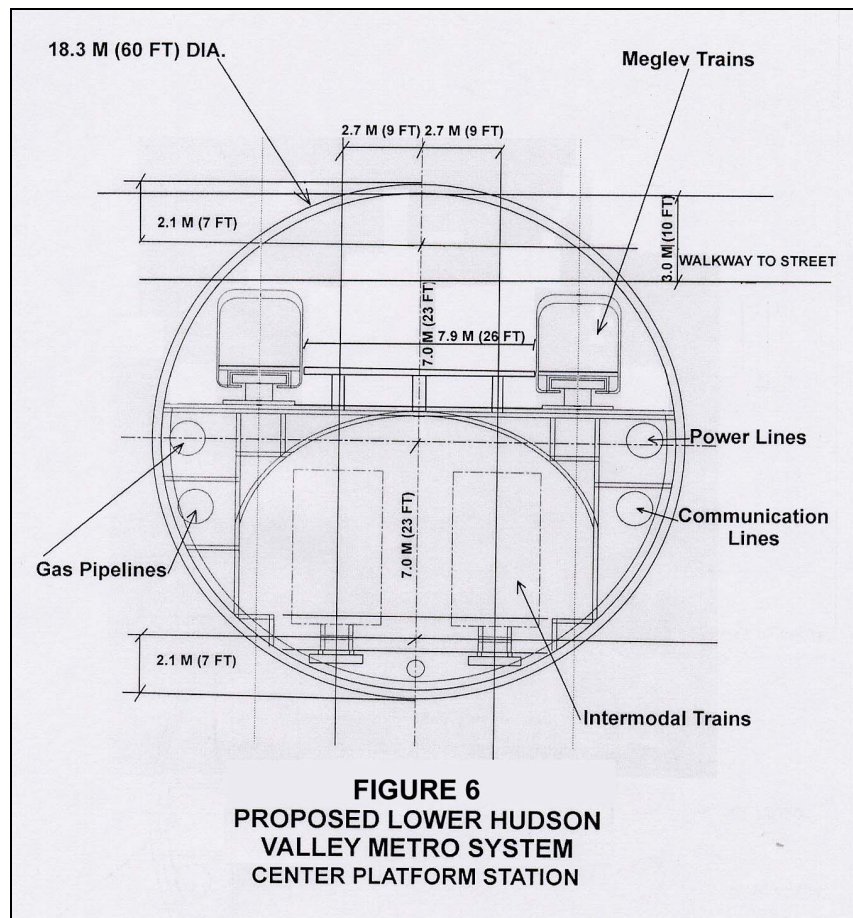 18.3 M (60 FT) DIA.
Meglev Trains
2.7 M (9 FT) 2.7 M (9 FT)
2.1 M (7 FT)
3.0 M (10 FT)
WALKWAY TO STREET
7.0 M (23 FT)
7.9 M (26 FT)
Power Lines
7.0 M (23 FT)
Communication
Lines
Gas Pipelines
2.1 M (7 FT)
Intermodal Trains
FIGURE 6
PROPOSED LOWER HUDSON
VALLEY METRO SYSTEM
CENTER PLATFORM STATION